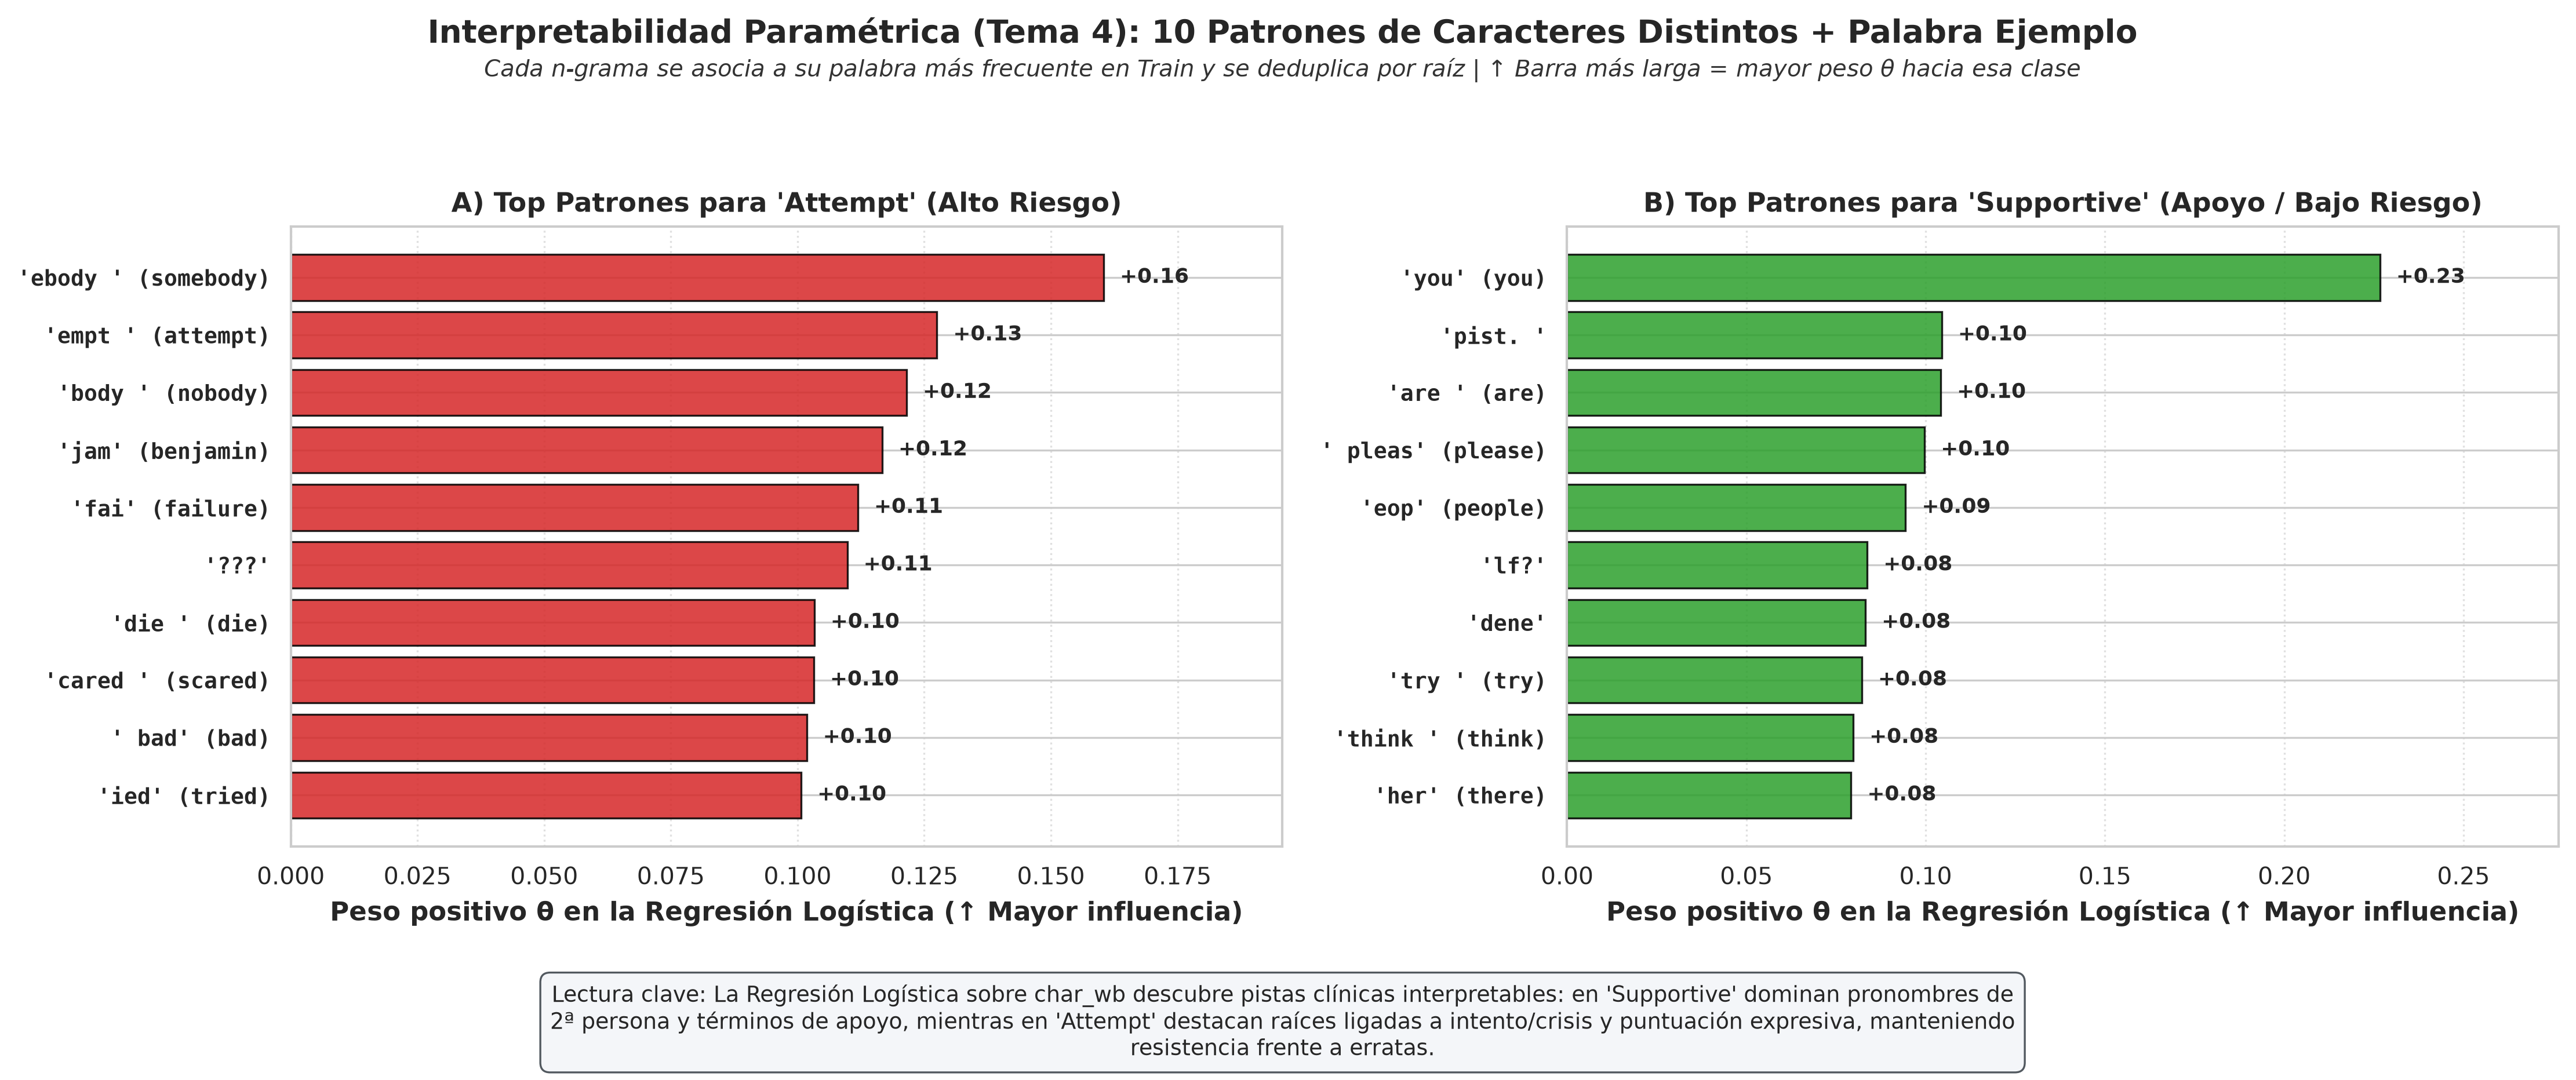 Interpretabilidad Paramétrica (Tema 4): 10 Patrones de Caracteres Distintos + Palabra Ejemplo
Cada n-grama se asocia a su palabra más frecuente en Train y se deduplica por raíz | ↑ Barra más larga = mayor peso θ hacia esa clase
A) Top Patrones para 'Attempt' (Alto Riesgo)
'ebody ' (somebody)
+0.16
'empt ' (attempt)
+0.13
'body ' (nobody)
+0.12
'jam' (benjamin)
+0.12
'fai' (failure)
+0.11
'???'
+0.11
'die ' (die)
+0.10
'cared ' (scared)
+0.10
' bad' (bad)
+0.10
'ied' (tried)
+0.10
0.000 0.025 0.050 0.075 0.100 0.125 0.150 0.175
Peso positivo θ en la Regresión Logística (↑ Mayor influencia)
B) Top Patrones para 'Supportive' (Apoyo / Bajo Riesgo)
'you' (you)
+0.23
'pist. '
+0.10
'are ' (are)
+0.10
' pleas' (please)
+0.10
'eop' (people)
+0.09
'lf?'
+0.08
'dene'
+0.08
'try ' (try)
+0.08
'think ' (think)
+0.08
'her' (there)
+0.08
0.00 0.05 0.10 0.15 0.20 0.25
Peso positivo θ en la Regresión Logística (↑ Mayor influencia)
Lectura clave: La Regresión Logística sobre char_wb descubre pistas clínicas interpretables: en 'Supportive' dominan pronombres de
2ª persona y términos de apoyo, mientras en 'Attempt' destacan raíces ligadas a intento/crisis y puntuación expresiva, manteniendo
resistencia frente a erratas.